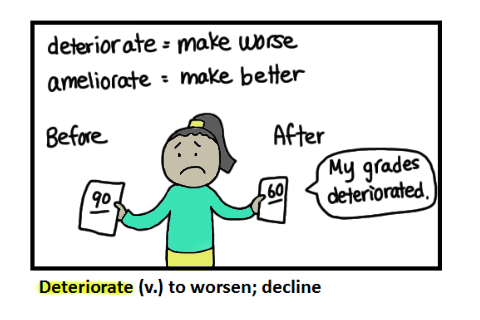 deteriorate = make worse
ameliorate = make better
Before
After
90
60
My grades
deteriorated.
Deteriorate (v.) to worsen; decline